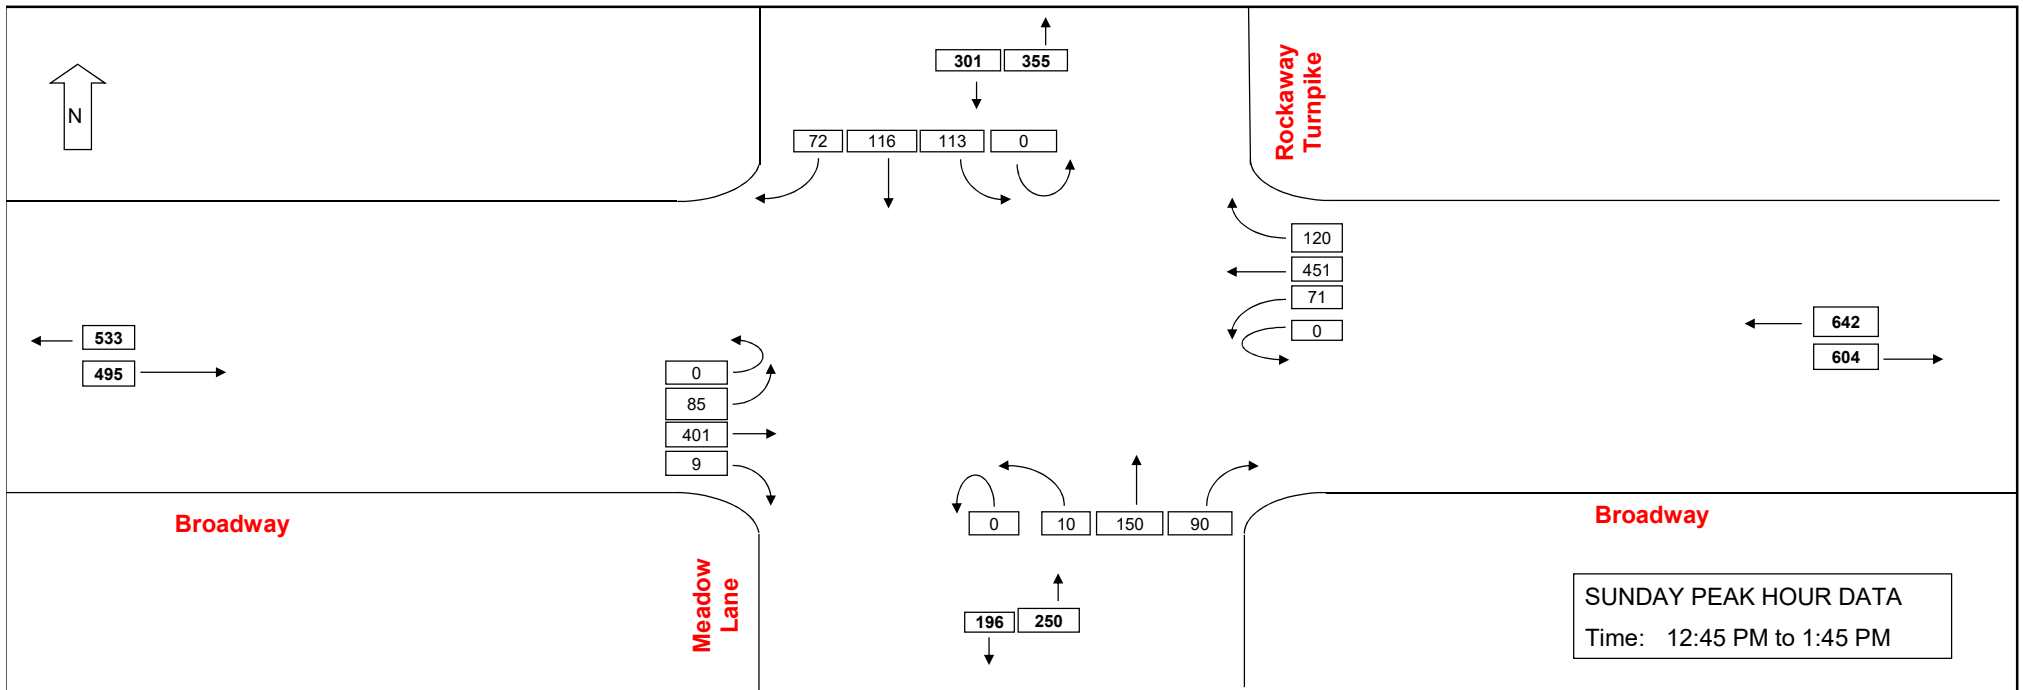 301 355
Rockaway
Turnpike
N
72 116 113 0
120
451
71
0
533
495
642
604
0
85
401
9
0 10 150 90
Broadway
Broadway
Meadow
Lane
196 250
SUNDAY PEAK HOUR DATA
Time: 12:45 PM to 1:45 PM